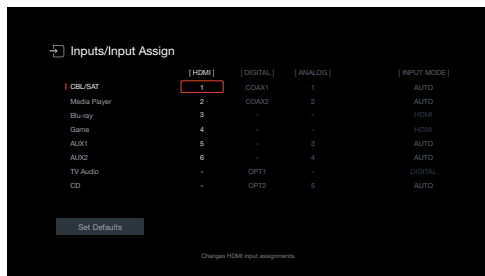 Inputs/Input Assign
[ HDMI ] [ DIGITAL ] [ ANALOG ] [ INPUT MODE ]
CBL/SAT 1 COAX1 1 AUTO
Media Player 2 COAX2 2 AUTO
Blu-ray 3 - - HDMI
Game 4 - - HDMI
AUX1 5 - 3 AUTO
AUX2 6 - 4 AUTO
TV Audio - OPT1 - DIGITAL
CD - OPT2 5 AUTO
Set Defaults
Changes HDMI input assignments.